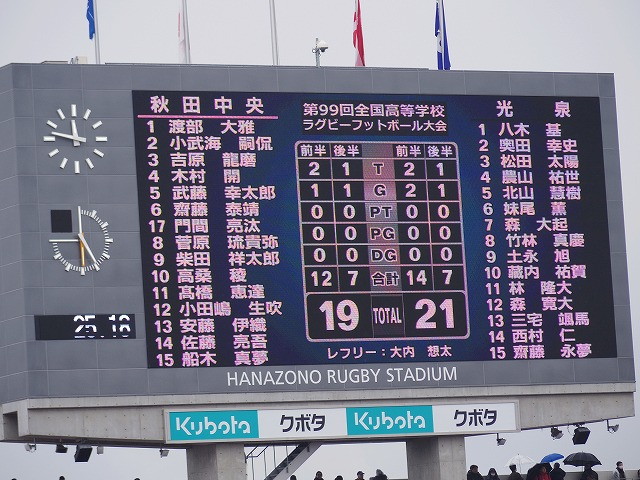 秋田中央
第99回全国高等学校
ラグビーフットボール大会
光 泉
1 渡部 大雅
2 小武海 嗣侃
3 吉原 龍磨
4 木村 開
5 武藤 幸太郎
6 齋藤 泰靖
17 門間 亮汰
8 菅原 琉貴弥
9 柴田 祥太郎
10 高桑 稜
11 髙橋 恵達
12 小田嶋 生吹
13 安藤 伊織
14 佐藤 亮吾
15 船木 真夢
前半 後半 前半 後半
2 1 T 2 1
1 1 G 2 1
0 0 PT 0 0
0 0 PG 0 0
0 0 DG 0 0
12 7 合計 14 7
19 TOTAL 21
レフリー：大内 想太
1 八木 基
2 奥田 幸史
3 松田 太陽
4 農山 祐世
5 北山 慧樹
6 妹尾 薫
7 森 大起
8 竹林 真慶
9 土永 旭
10 藏内 祐賀
11 林 隆大
12 森 寛大
13 三宅 颯馬
14 西村 仁
15 齋藤 永夢
HANAZONO RUGBY STADIUM
Kubota クボタ Kubota クボタ